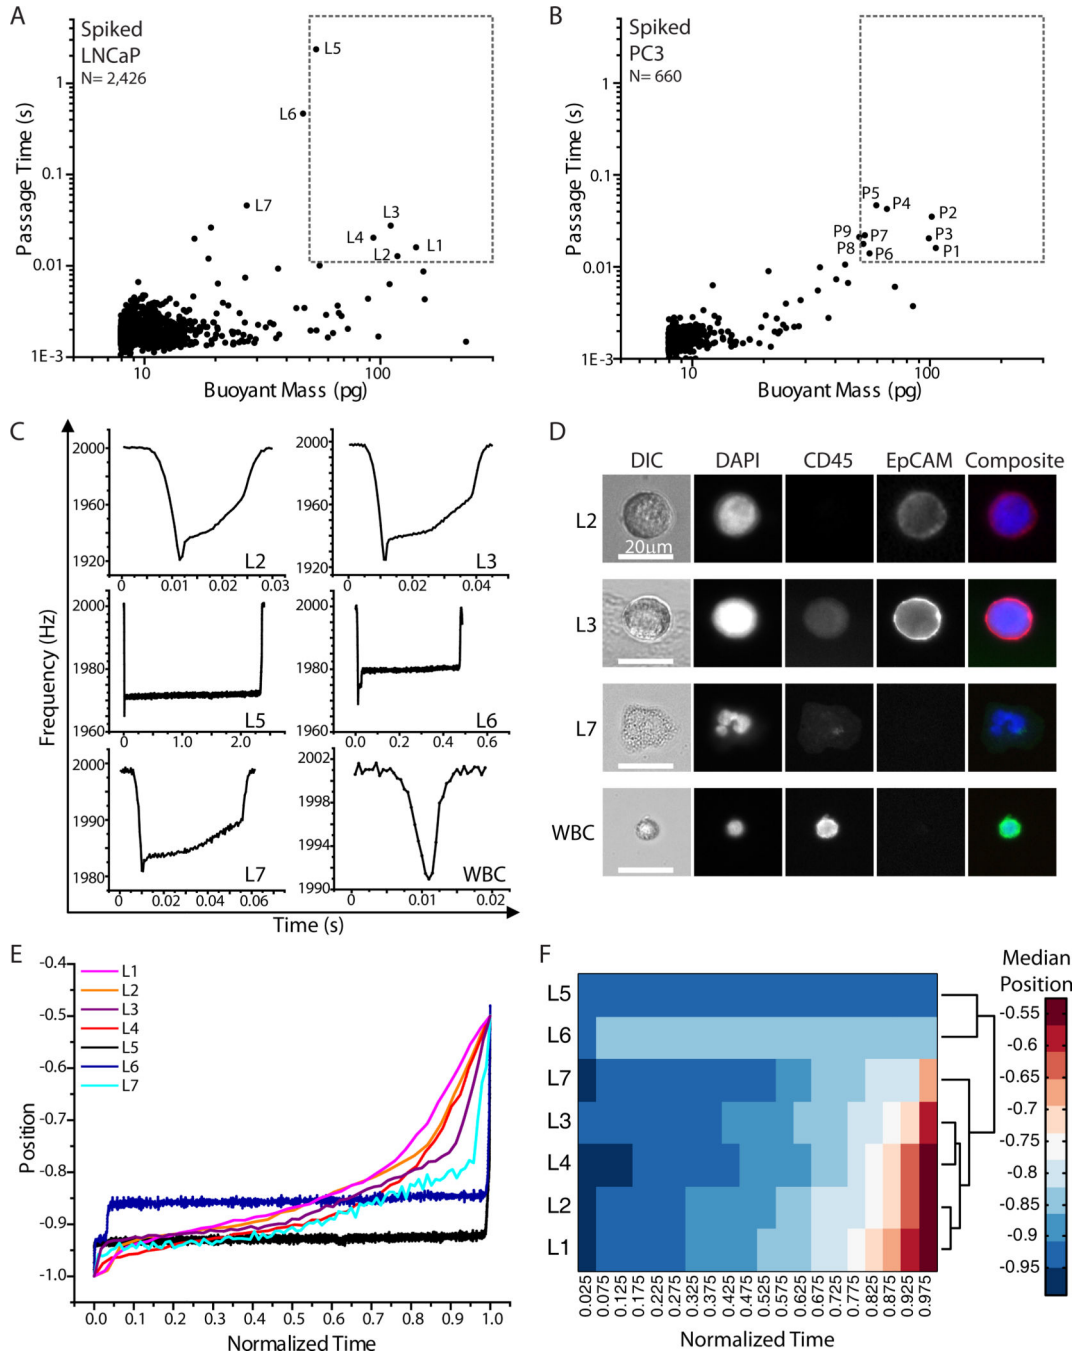 A
Spiked
LNCaP
N= 2,426
Passage Time (s)
1
0.1
0.01
1E-3
10
100
Buoyant Mass (pg)
L5
L6
L7
L3
L4
L2
L1
B
Spiked
PC3
N= 660
Passage Time (s)
1
0.1
0.01
1E-3
10
100
Buoyant Mass (pg)
P5
P4
P2
P9
P7
P3
P8
P6
P1
C
Frequency (Hz)
2000
1960
1920
0
0.01
0.02
0.03
L2
2000
1960
1920
0
0.02
0.04
L3
2000
1980
1960
0
1.0
2.0
L5
2000
1980
1960
0.0
0.2
0.4
0.6
L6
2000
1990
1980
0
0.02
0.04
0.06
L7
2002
1998
1994
1990
0
0.01
0.02
WBC
Time (s)
D
DIC DAPI CD45 EpCAM Composite
L2
20µm
L3
L7
WBC
E
-0.4
-0.5
-0.6
-0.7
-0.8
-0.9
-1.0
Position
L1
L2
L3
L4
L5
L6
L7
0.0 0.1 0.2 0.3 0.4 0.5 0.6 0.7 0.8 0.9 1.0
Normalized Time
F
L5
L6
L7
L3
L4
L2
L1
0.025
0.075
0.125
0.175
0.225
0.275
0.325
0.375
0.425
0.475
0.525
0.575
0.625
0.675
0.725
0.775
0.825
0.875
0.925
0.975
Normalized Time
Median
Position
-0.55
-0.6
-0.65
-0.7
-0.75
-0.8
-0.85
-0.9
-0.95